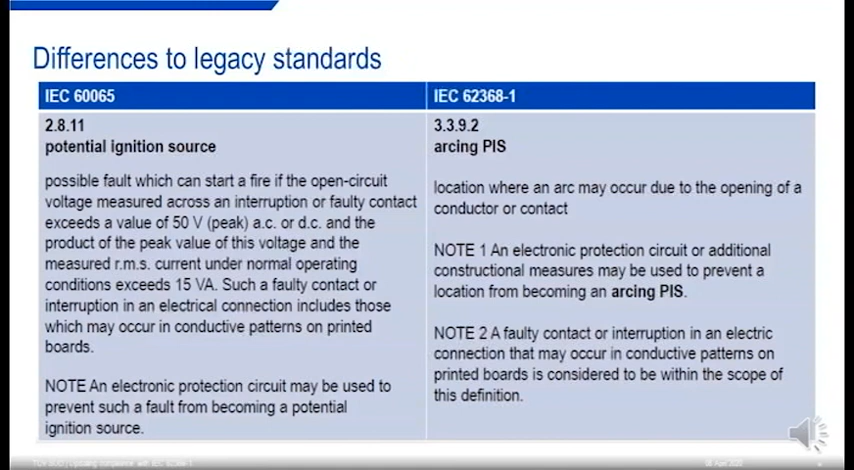 Differences to legacy standards
IEC 60065
2.8.11
potential ignition source
possible fault which can start a fire if the open-circuit
voltage measured across an interruption or faulty contact
exceeds a value of 50 V (peak) a.c. or d.c. and the
product of the peak value of this voltage and the
measured r.m.s. current under normal operating
conditions exceeds 15 VA. Such a faulty contact or
interruption in an electrical connection includes those
which may occur in conductive patterns on printed
boards.
NOTE An electronic protection circuit may be used to
prevent such a fault from becoming a potential
ignition source.
IEC 62368-1
3.3.9.2
arcing PIS
location where an arc may occur due to the opening of a
conductor or contact
NOTE 1 An electronic protection circuit or additional
constructional measures may be used to prevent a
location from becoming an arcing PIS.
NOTE 2 A faulty contact or interruption in an electric
connection that may occur in conductive patterns on
printed boards is considered to be within the scope of
this definition.